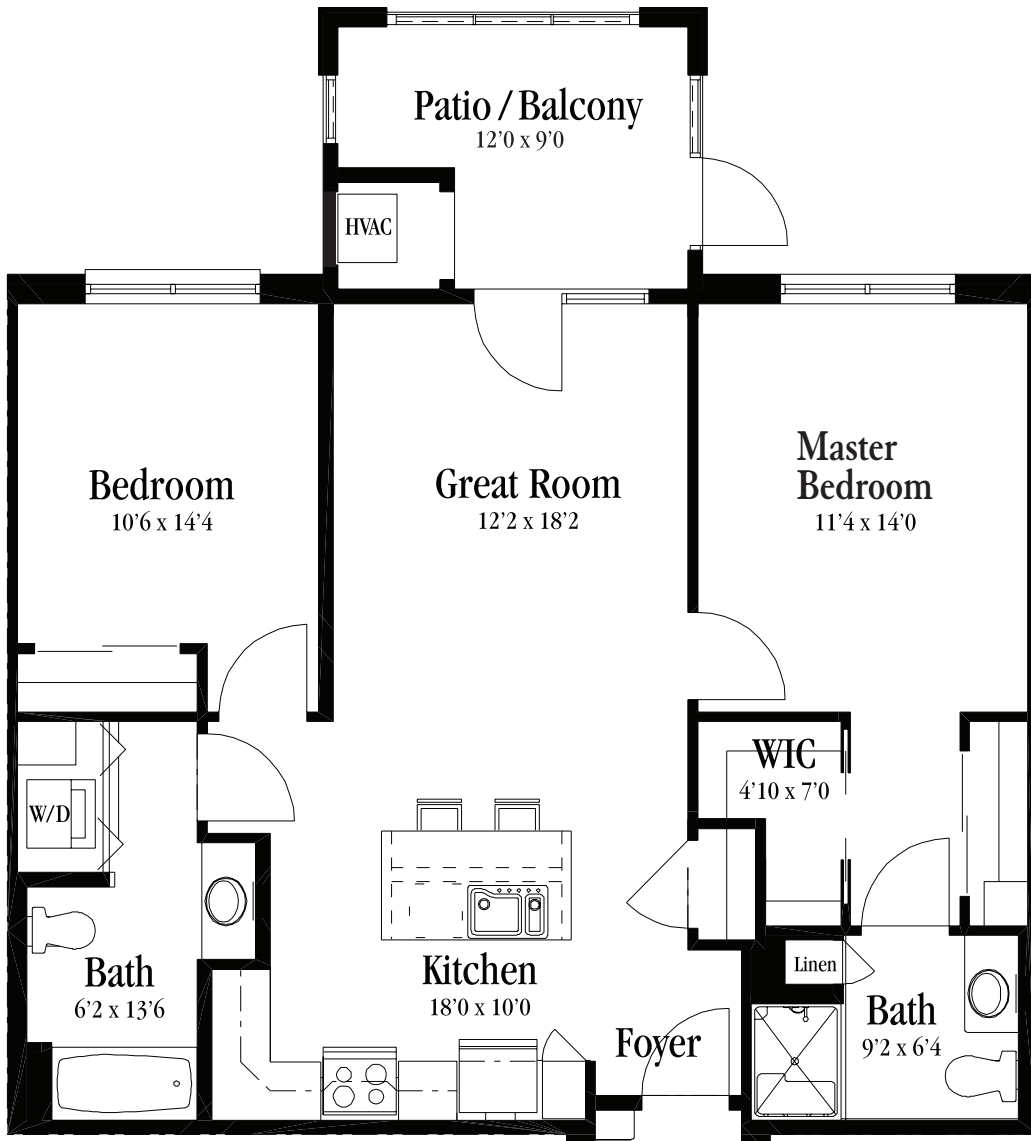 Patio / Balcony
12'0 x 9'0
HVAC
Bedroom
10'6 x 14'4
Great Room
12'2 x 18'2
Master
Bedroom
11'4 x 14'0
WIC
4'10 x 7'0
W/D
Bath
6'2 x 13'6
Kitchen
18'0 x 10'0
Foyer
Linen
Bath
9'2 x 6'4